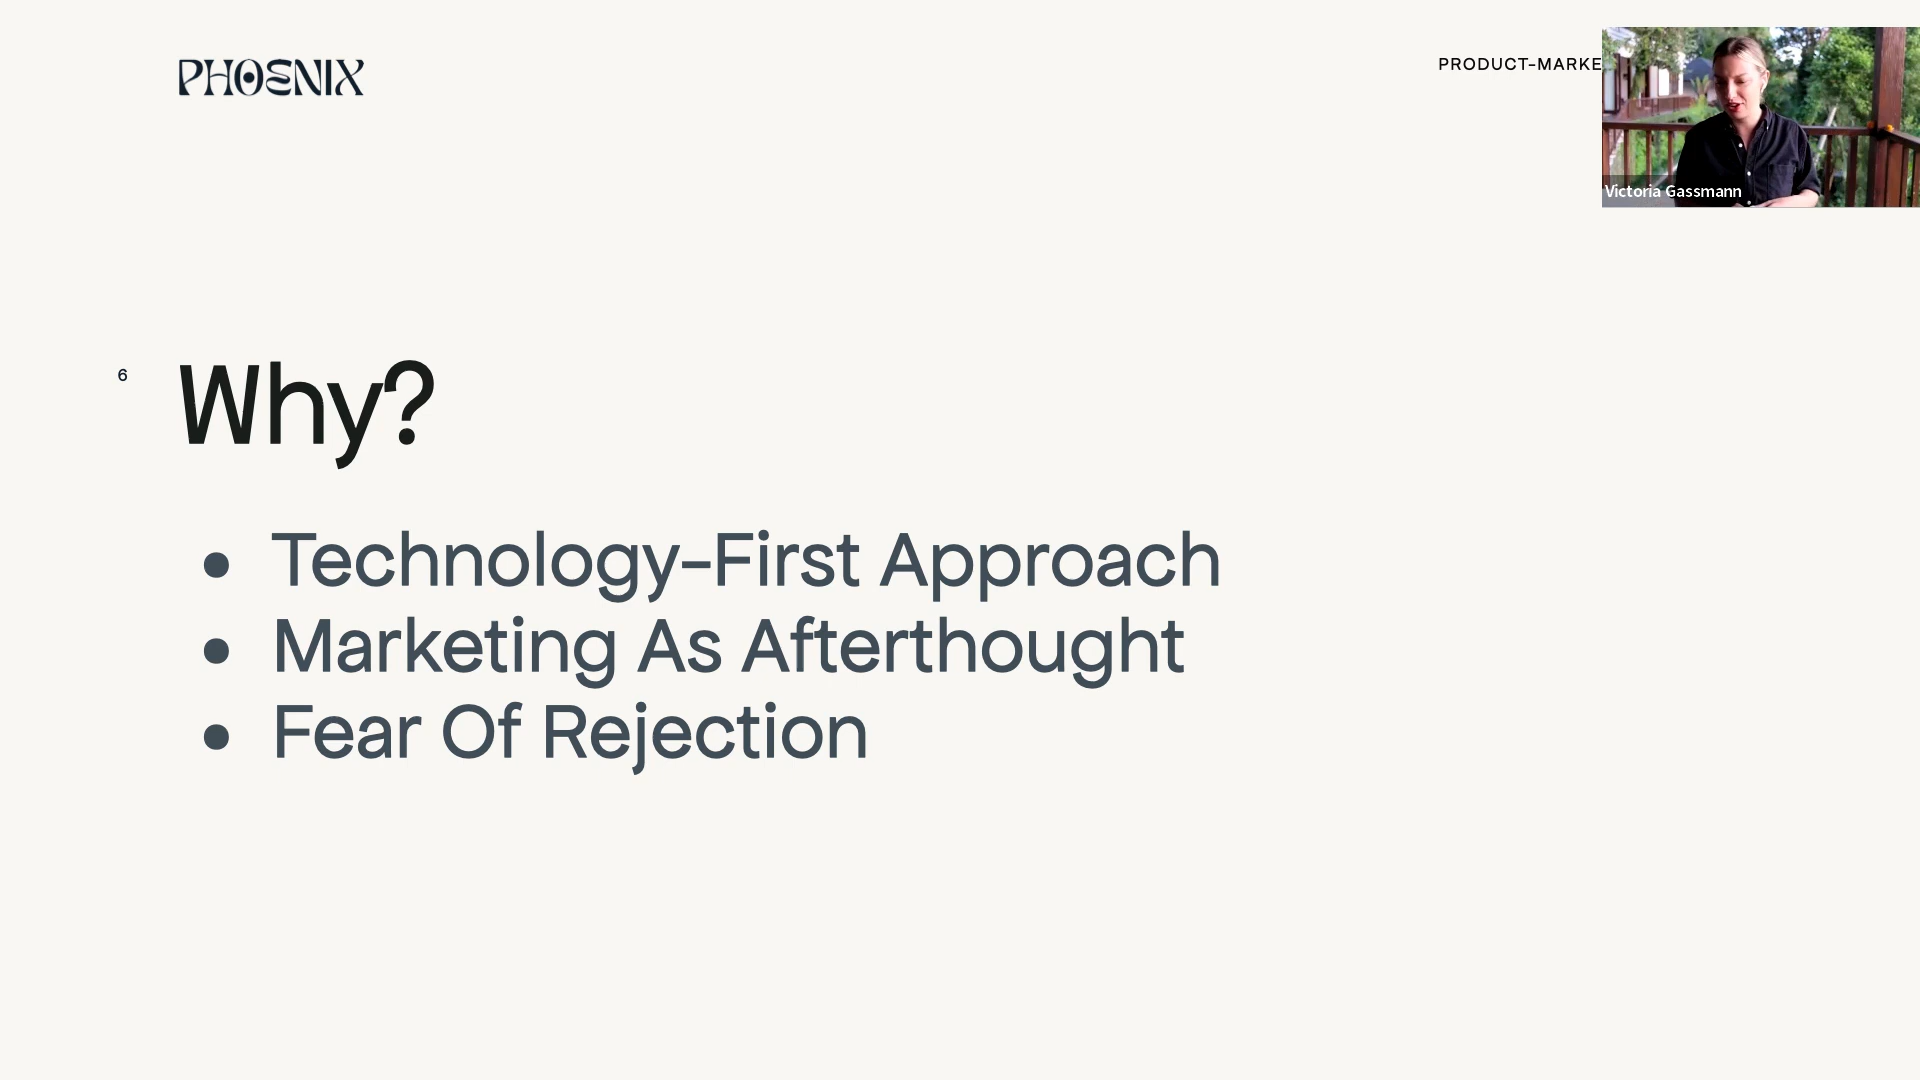 PHOENIX
PRODUCT-MARKE
Victoria Gassmann
6
Why?
• Technology-First Approach
• Marketing As Afterthought
• Fear Of Rejection